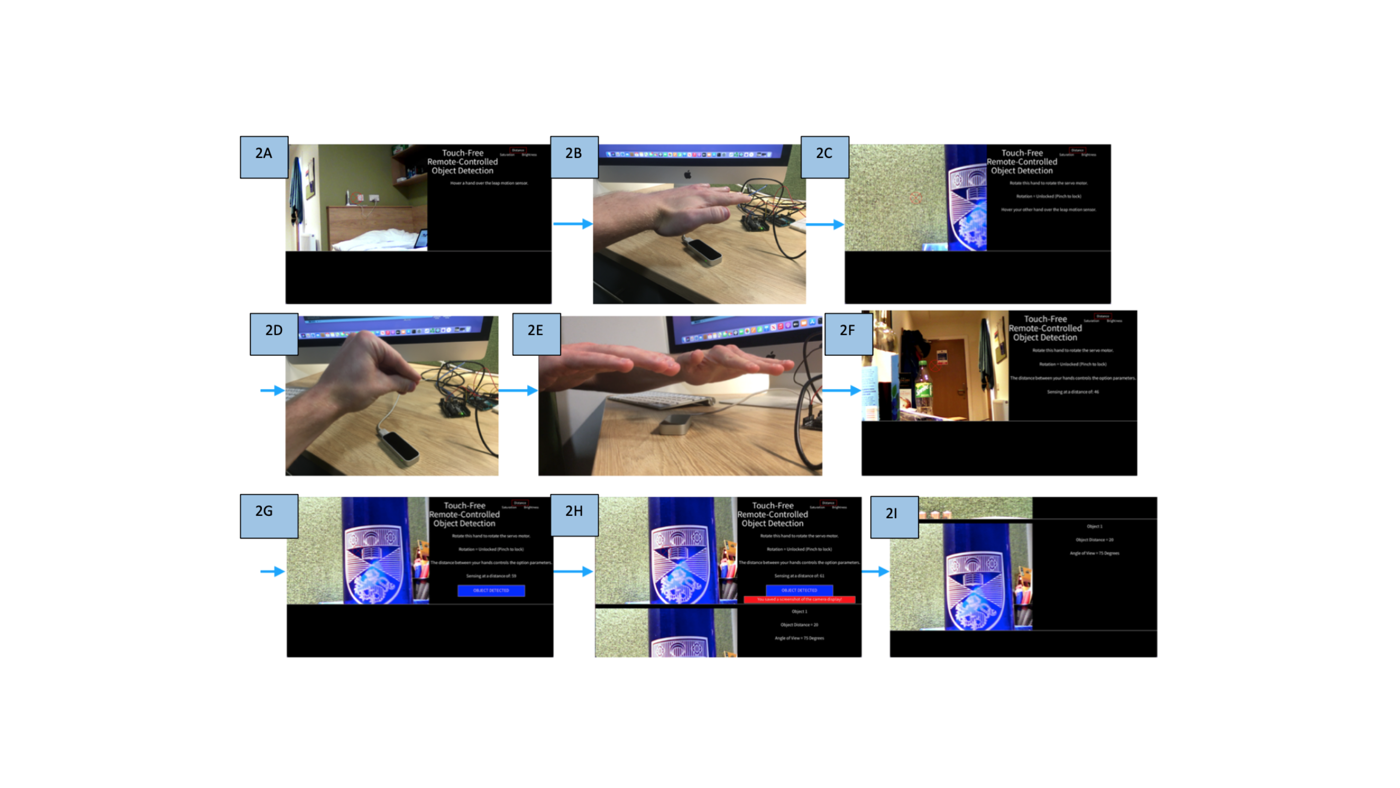 2A
Touch-Free
Remote-Controlled
Object Detection
Distance
Saturation Brightness
Hover a hand over the leap motion sensor.
2B
2C
Touch-Free
Remote-Controlled
Object Detection
Distance
Saturation Brightness
Rotate this hand to rotate the servo motor.
Rotation = Unlocked (Pinch to lock)
Hover your other hand over the leap motion sensor.
2D
2E
2F
Touch-Free
Remote-Controlled
Object Detection
Distance
Saturation Brightness
Rotate this hand to rotate the servo motor.
Rotation = Unlocked (Pinch to lock)
The distance between your hands controls the option parameters.
Sensing at a distance of: 46
2G
Touch-Free
Remote-Controlled
Object Detection
Distance
Saturation Brightness
Rotate this hand to rotate the servo motor.
Rotation = Unlocked (Pinch to lock)
The distance between your hands controls the option parameters.
Sensing at a distance of: 59
OBJECT DETECTED
2H
Touch-Free
Remote-Controlled
Object Detection
Distance
Saturation Brightness
Rotate this hand to rotate the servo motor.
Rotation = Unlocked (Pinch to lock)
The distance between your hands controls the option parameters.
Sensing at a distance of: 61
OBJECT DETECTED
You saved a screenshot of the camera display!
Object 1
Object Distance = 20
Angle of View = 75 Degrees
2I
Object 1
Object Distance = 20
Angle of View = 75 Degrees